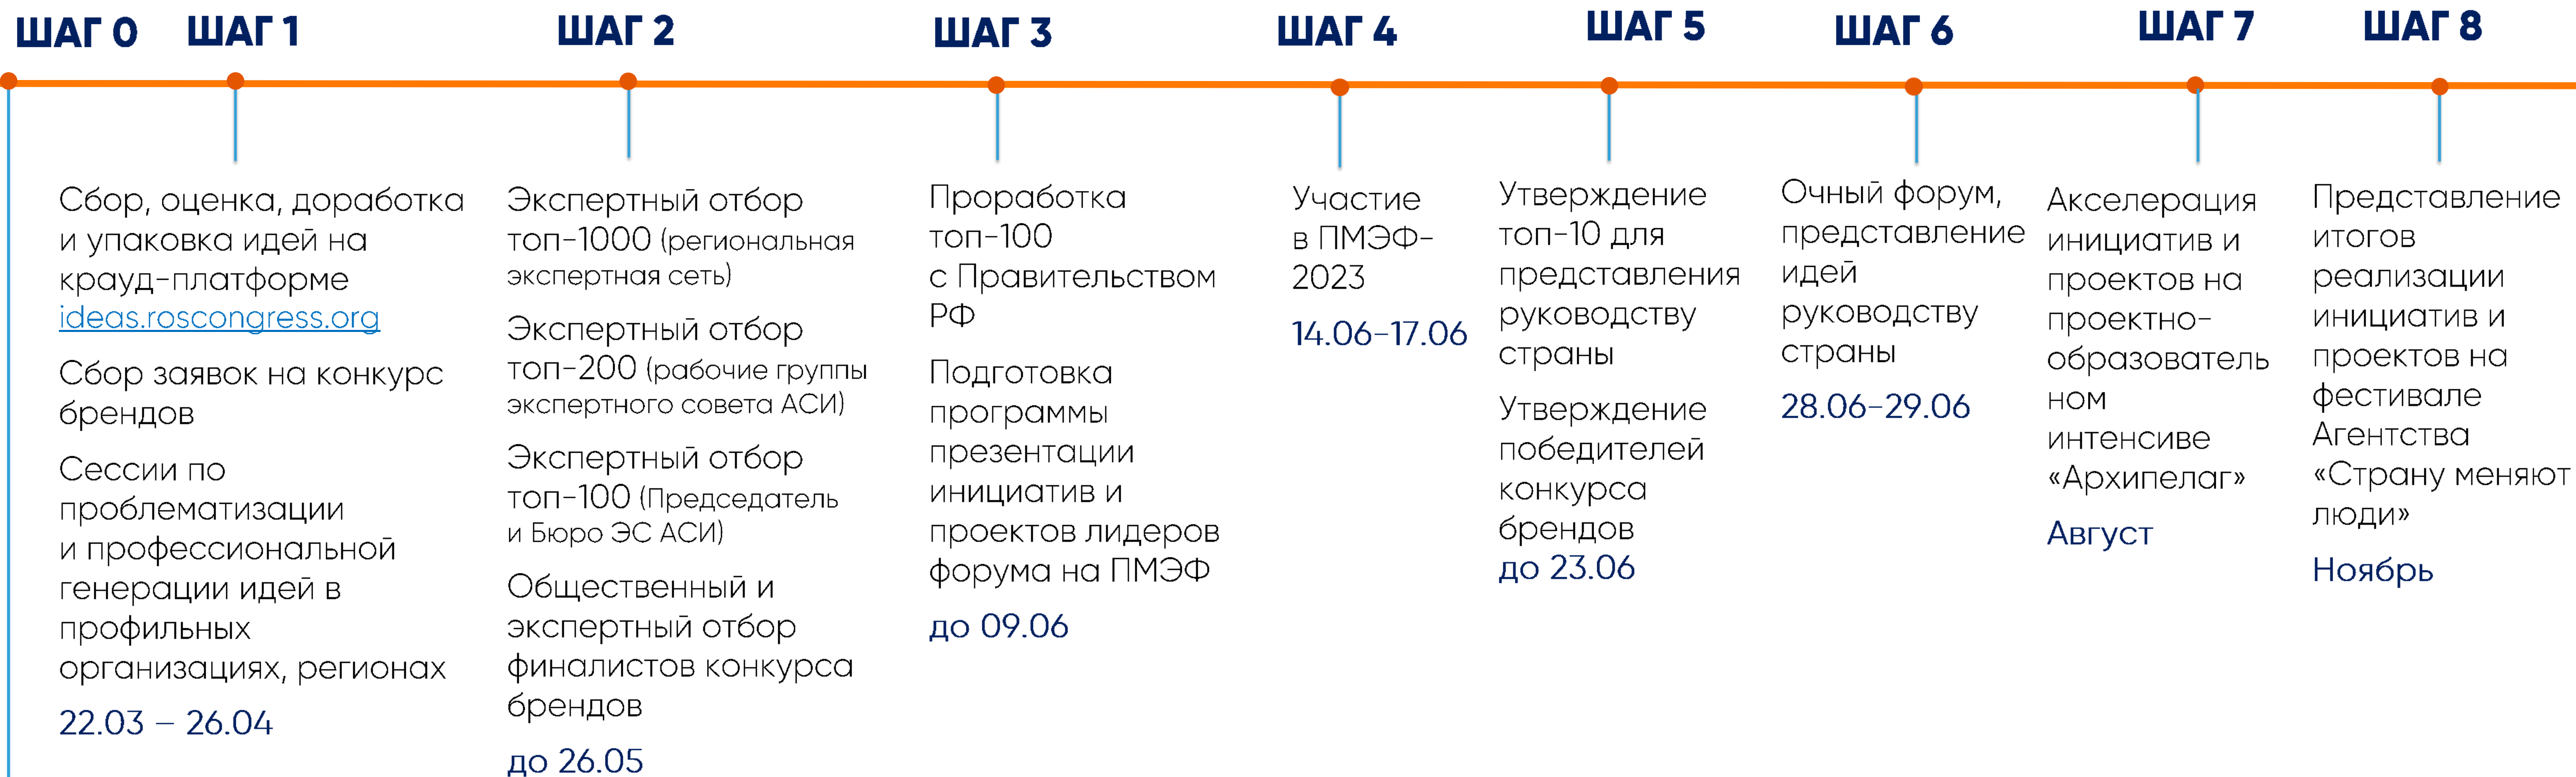 ШАГ 0
ШАГ 1
ШАГ 2
ШАГ 3
ШАГ 4
ШАГ 5
ШАГ 6
ШАГ 7
ШАГ 8
Сбор, оценка, доработка
и упаковка идей на
крауд-платформе
ideas.roscongress.org
Сбор заявок на конкурс
брендов
Сессии по
проблематизации
и профессиональной
генерации идей в
профильных
организациях, регионах
22.03 – 26.04
Экспертный отбор
топ-1000 (региональная
экспертная сеть)
Экспертный отбор
топ-200 (рабочие группы
экспертного совета АСИ)
Экспертный отбор
топ-100 (Председатель
и Бюро ЭС АСИ)
Общественный и
экспертный отбор
финалистов конкурса
брендов
до 26.05
Проработка
топ-100
с Правительством
РФ
Подготовка
программы
презентации
инициатив и
проектов лидеров
форума на ПМЭФ
до 09.06
Участие
в ПМЭФ-
2023
14.06-17.06
Утверждение
топ-10 для
представления
руководству
страны
Утверждение
победителей
конкурса
брендов
до 23.06
Очный форум,
представление
идей
руководству
страны
28.06-29.06
Акселерация
инициатив и
проектов на
проектно-
образователь
ном
интенсиве
«Архипелаг»
Август
Представление
итогов
реализации
инициатив и
проектов на
фестивале
Агентства
«Страну меняют
люди»
Ноябрь